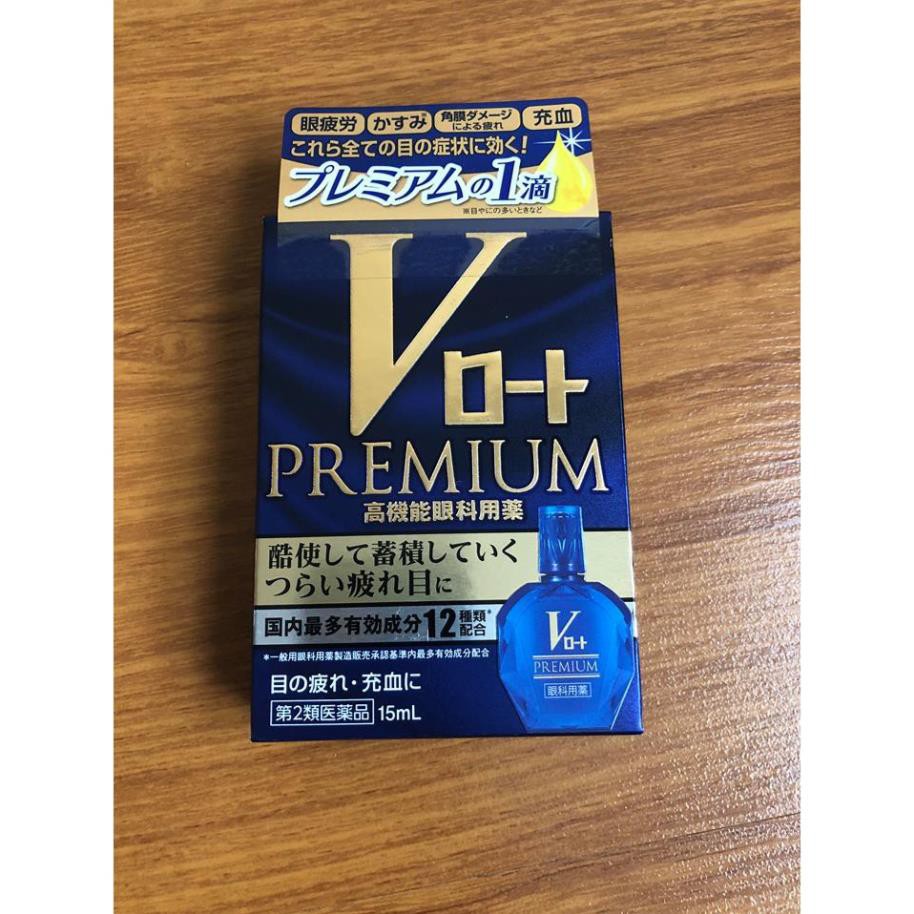 眼疲労 かすみ※ 角膜ダメージによる疲れ 充血
これら全ての目の症状に効く!
プレミアムの1滴
※目やにの多いときなど
Vロート
PREMIUM
高機能眼科用薬
酷使して蓄積していく
つらい疲れ目に
国内最多有効成分12種類配合*
*一般用眼科用薬製造販売承認基準内最多有効成分配合
目の疲れ・充血に
第2類医薬品 15mL
Vロート
PREMIUM
眼科用薬